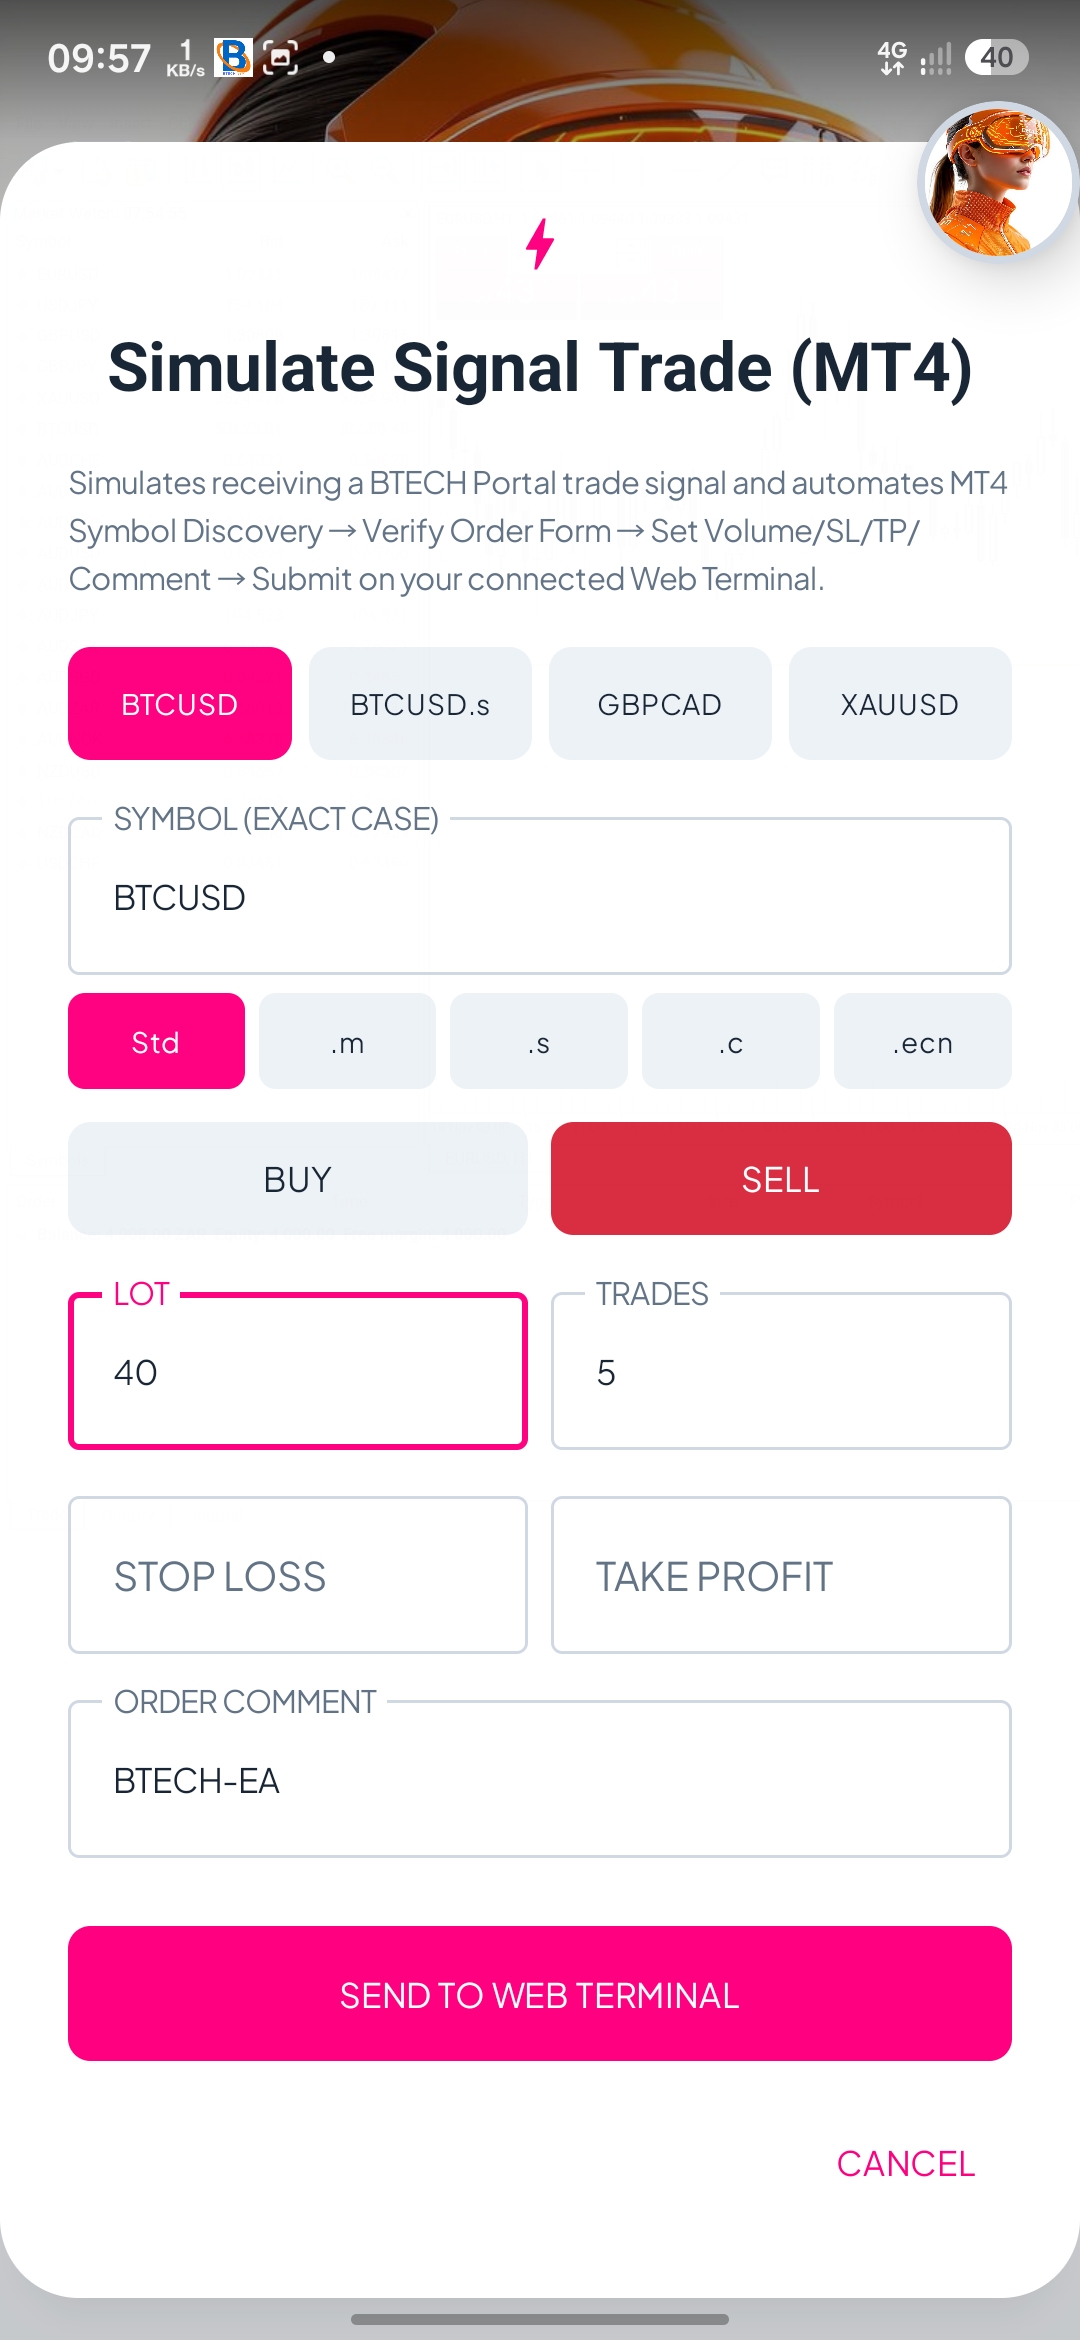 09:57 1 KB/s B 4G 40
Simulate Signal Trade (MT4)
Simulates receiving a BTECH Portal trade signal and automates MT4
Symbol Discovery → Verify Order Form → Set Volume/SL/TP/
Comment → Submit on your connected Web Terminal.
BTCUSD BTCUSD.s GBPCAD XAUUSD
SYMBOL (EXACT CASE)
BTCUSD
Std .m .s .c .ecn
BUY SELL
LOT TRADES
40 5
STOP LOSS TAKE PROFIT
ORDER COMMENT
BTECH-EA
SEND TO WEB TERMINAL
CANCEL